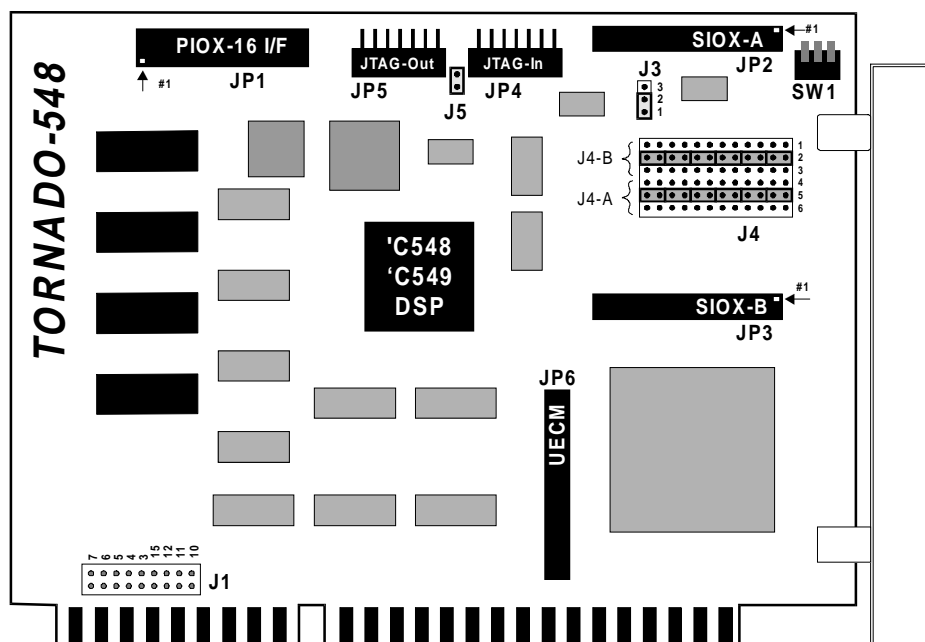 TORNADO-548
PIOX-16 I/F
#1
JP1
JTAG-Out
JP5
J5
JTAG-In
JP4
SIOX-A
#1
JP2
SW1
J3
3
2
1
J4-B
J4-A
1
2
3
4
5
6
J4
'C548
‘C549
DSP
SIOX-B
#1
JP3
JP6
UECM
7 6 5 4 3 15 12 11 10
J1